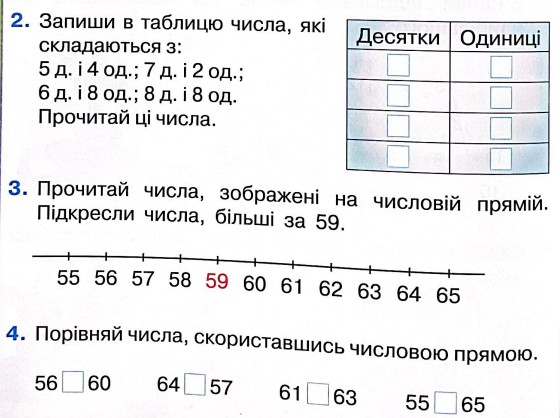 2. Запиши в таблицю числа, які
складаються з:
5 д. і 4 од.; 7 д. і 2 од.;
6 д. і 8 од.; 8 д. і 8 од.
Прочитай ці числа.
Десятки Одиниці
3. Прочитай числа, зображені на числовій прямій.
Підкресли числа, більші за 59.
55 56 57 58 59 60 61 62 63 64 65
4. Порівняй числа, скориставшись числовою прямою.
56 □ 60 64 □ 57 61 □ 63 55 □ 65